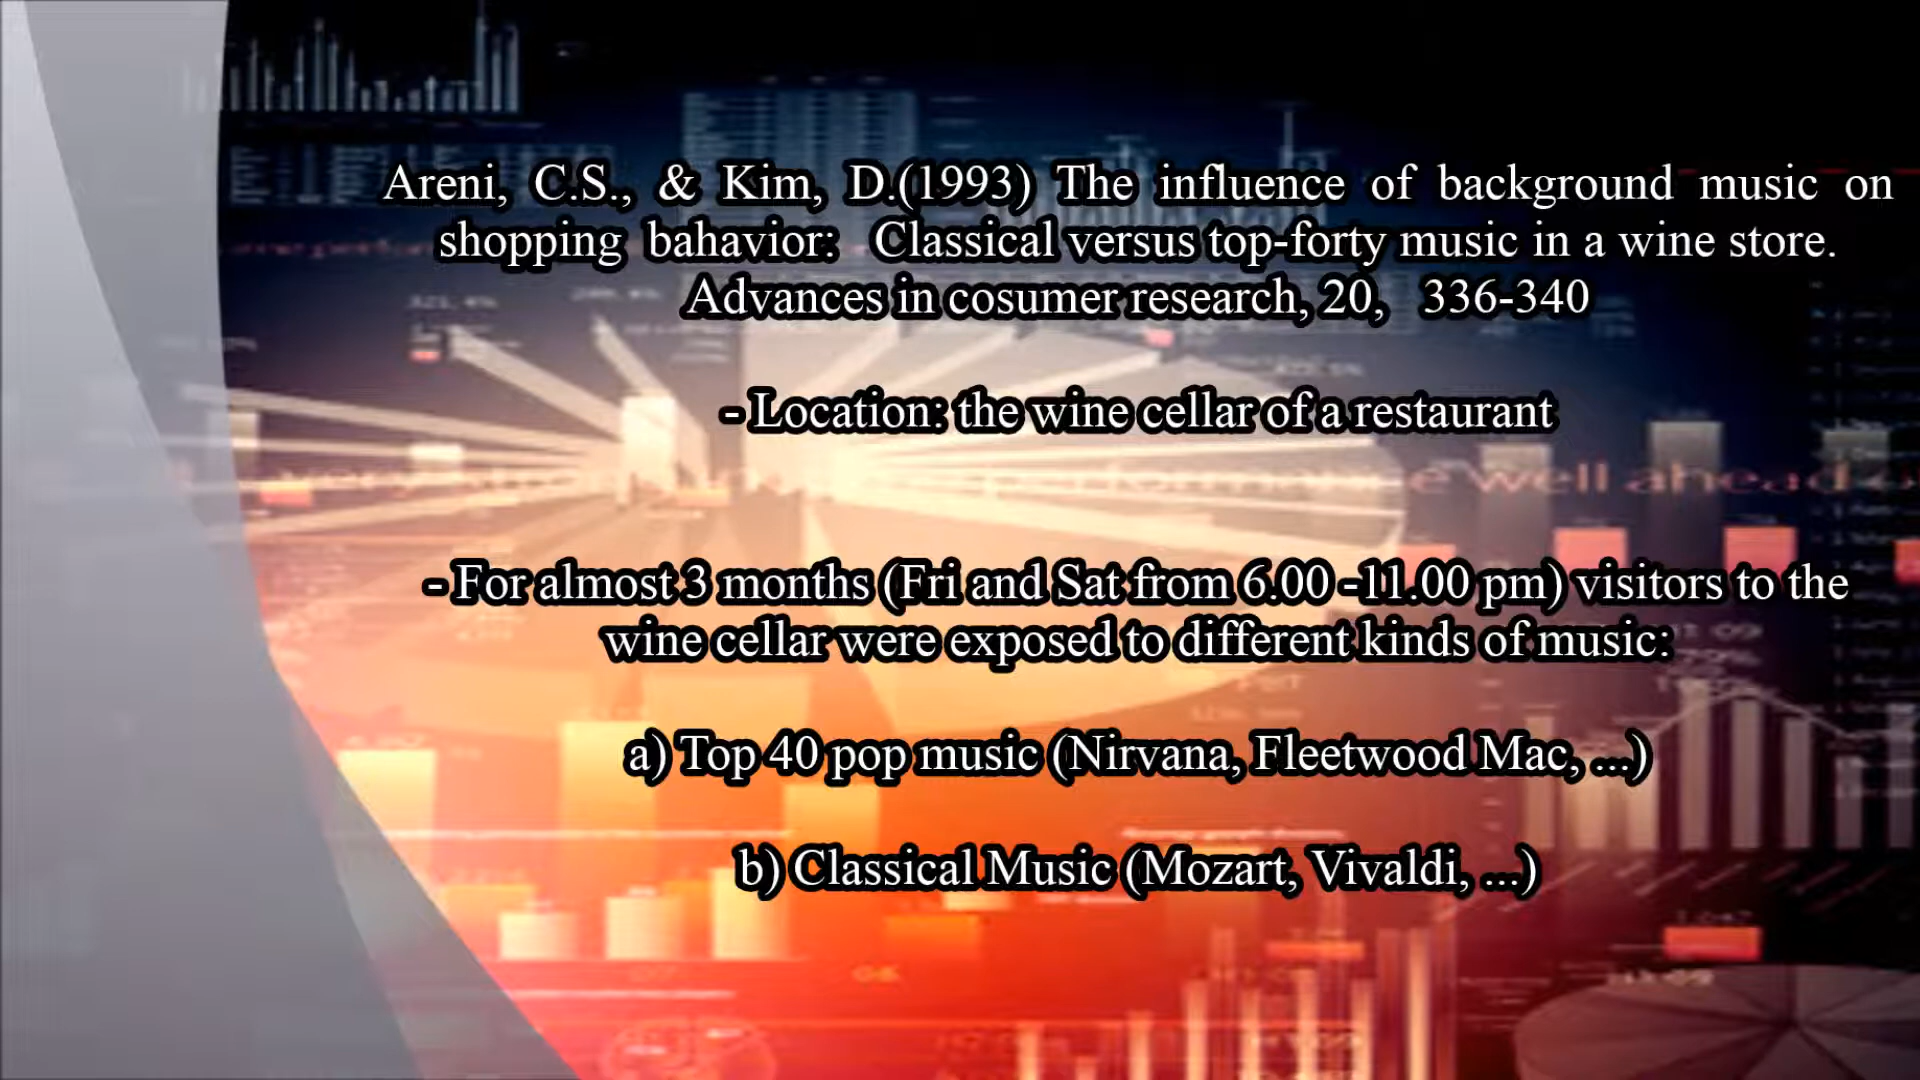 Areni, C.S., & Kim, D.(1993) The influence of background music on
shopping bahavior: Classical versus top-forty music in a wine store.
Advances in cosumer research, 20, 336-340
- Location: the wine cellar of a restaurant
well ahead
- For almost 3 months (Fri and Sat from 6.00 -11.00 pm) visitors to the
wine cellar were exposed to different kinds of music:
a) Top 40 pop music (Nirvana, Fleetwood Mac, ...)
b) Classical Music (Mozart, Vivaldi, ...)